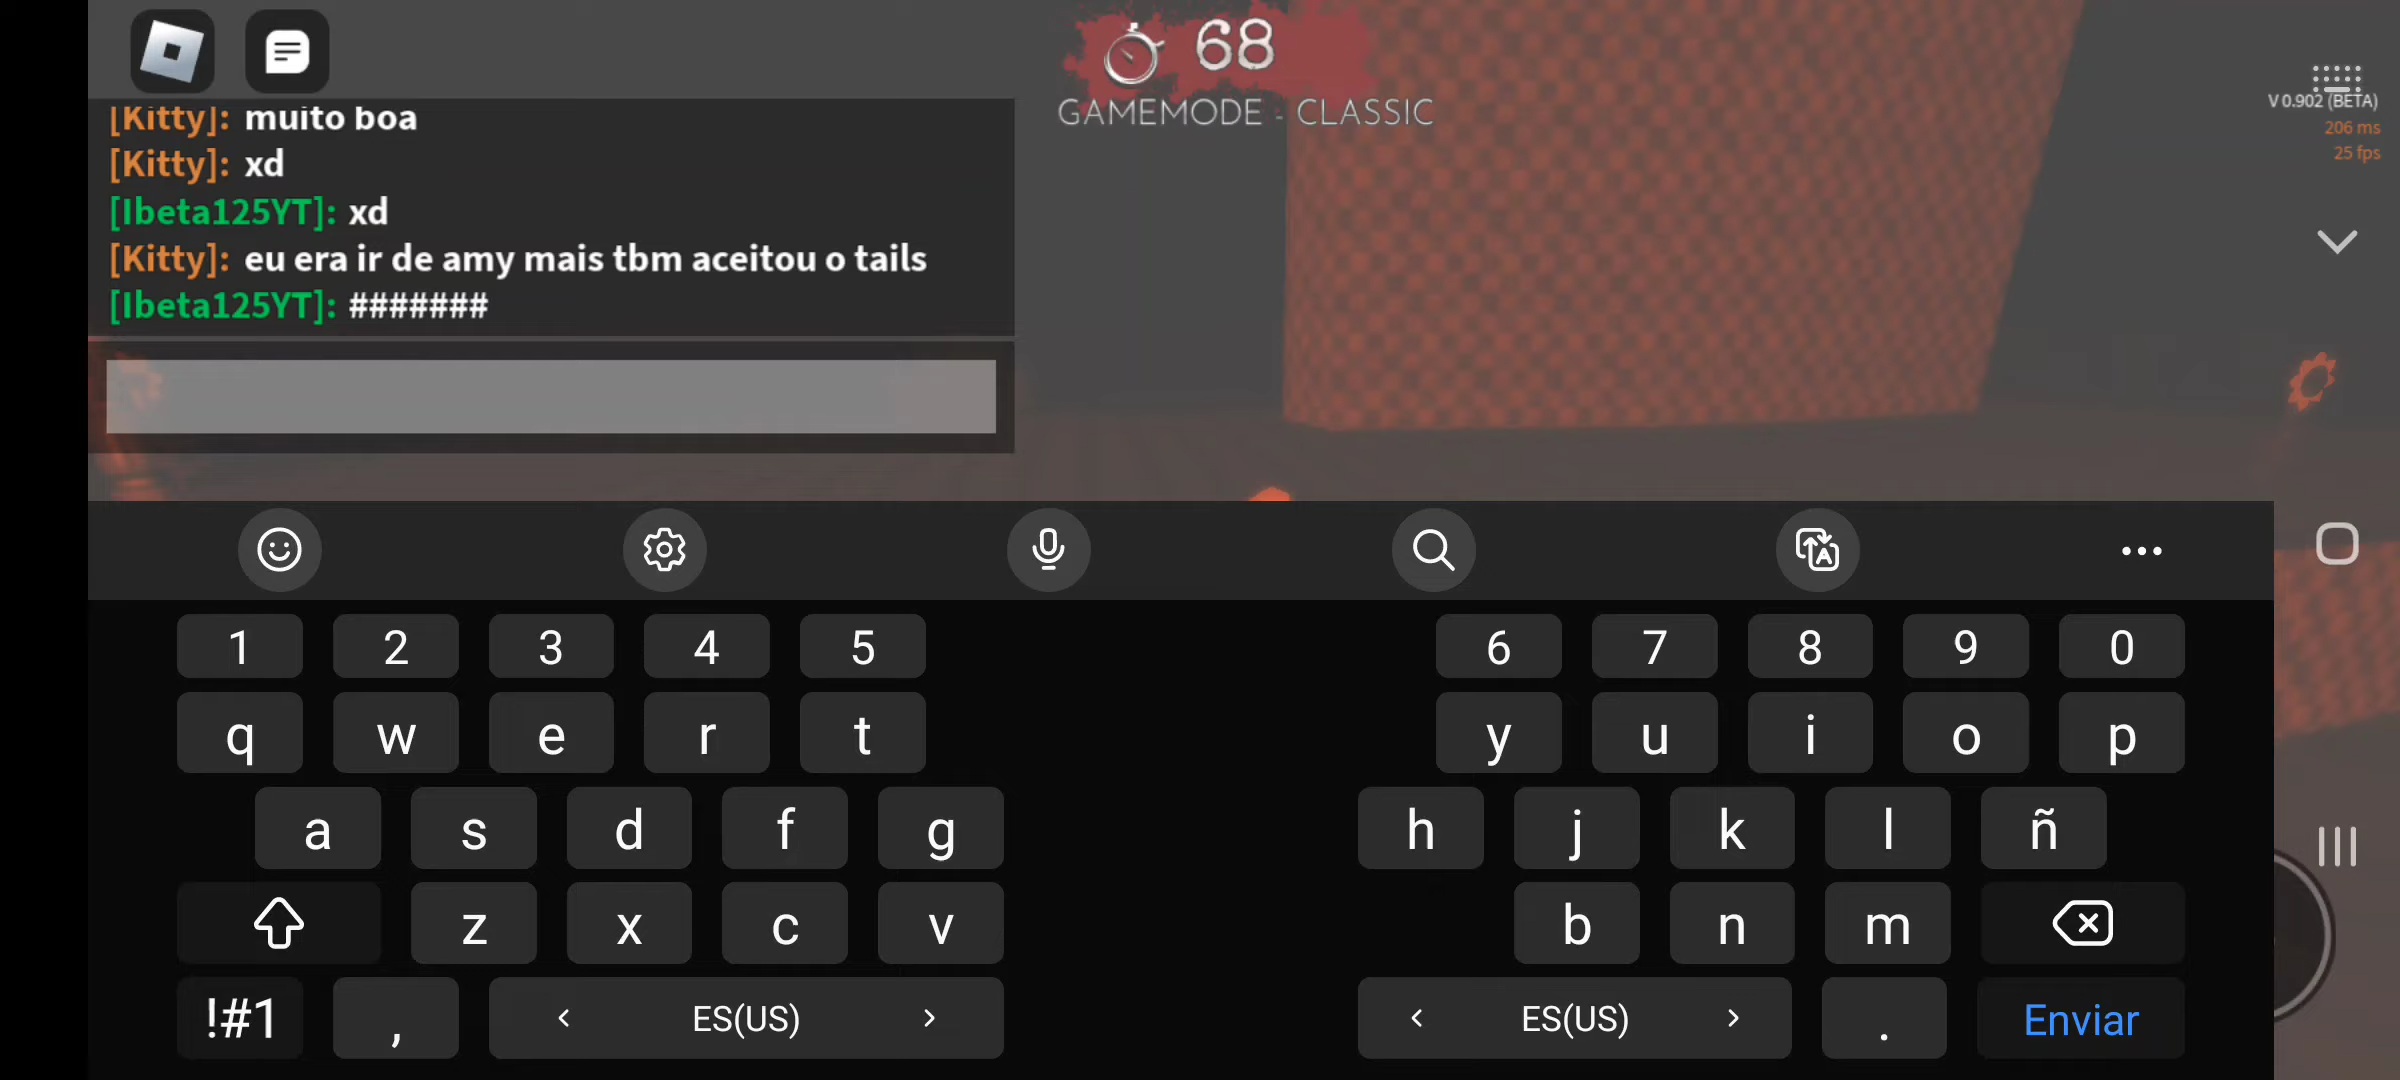 68
GAMEMODE - CLASSIC
V 0.902 (BETA)
206 ms
25 fps
[Kitty]: muito boa
[Kitty]: xd
[Ibeta125YT]: xd
[Kitty]: eu era ir de amy mais tbm aceitou o tails
[Ibeta125YT]: #######
1 2 3 4 5 6 7 8 9 0
q w e r t y u i o p
a s d f g h j k l ñ
z x c v b n m
!#1 , < ES(US) > < ES(US) > . Enviar